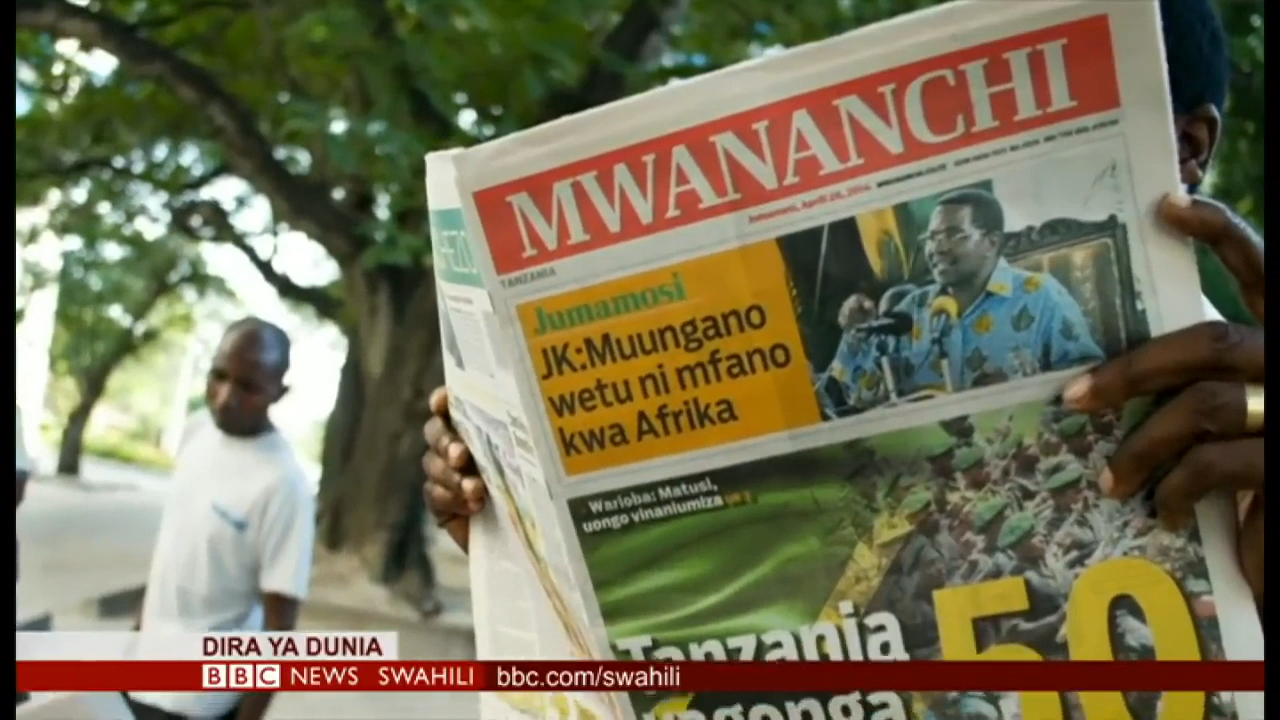 MWANANCHI
TANZANIA
Jumamosi
JK:Muungano
wetu ni mfano
kwa Afrika
Warioba: Matusi,
uongo vinaniumiza
50
Tanzania
DIRA YA DUNIA
BBC NEWS SWAHILI bbc.com/swahili